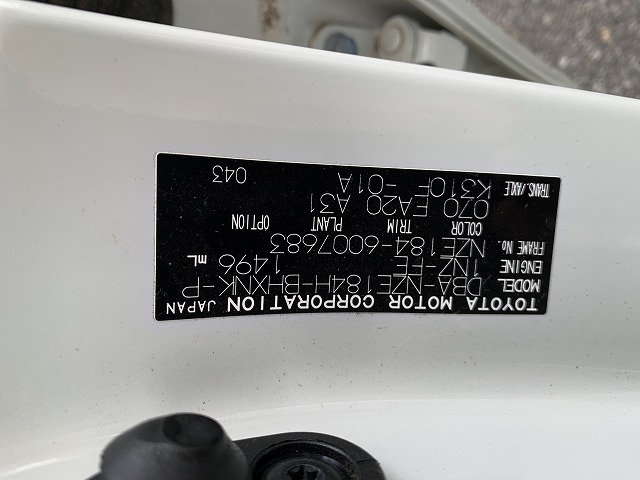 TOYOTA MOTOR CORPORATION JAPAN
MODEL DBA-NZE184H-BHXNK-P
ENGINE 1NZ-FE 1496 mL
FRAME No. NZE184-6007683
COLOR TRIM PLANT OPTION
070 EA20 A31
TRANS./AXLE K310F -01A 043